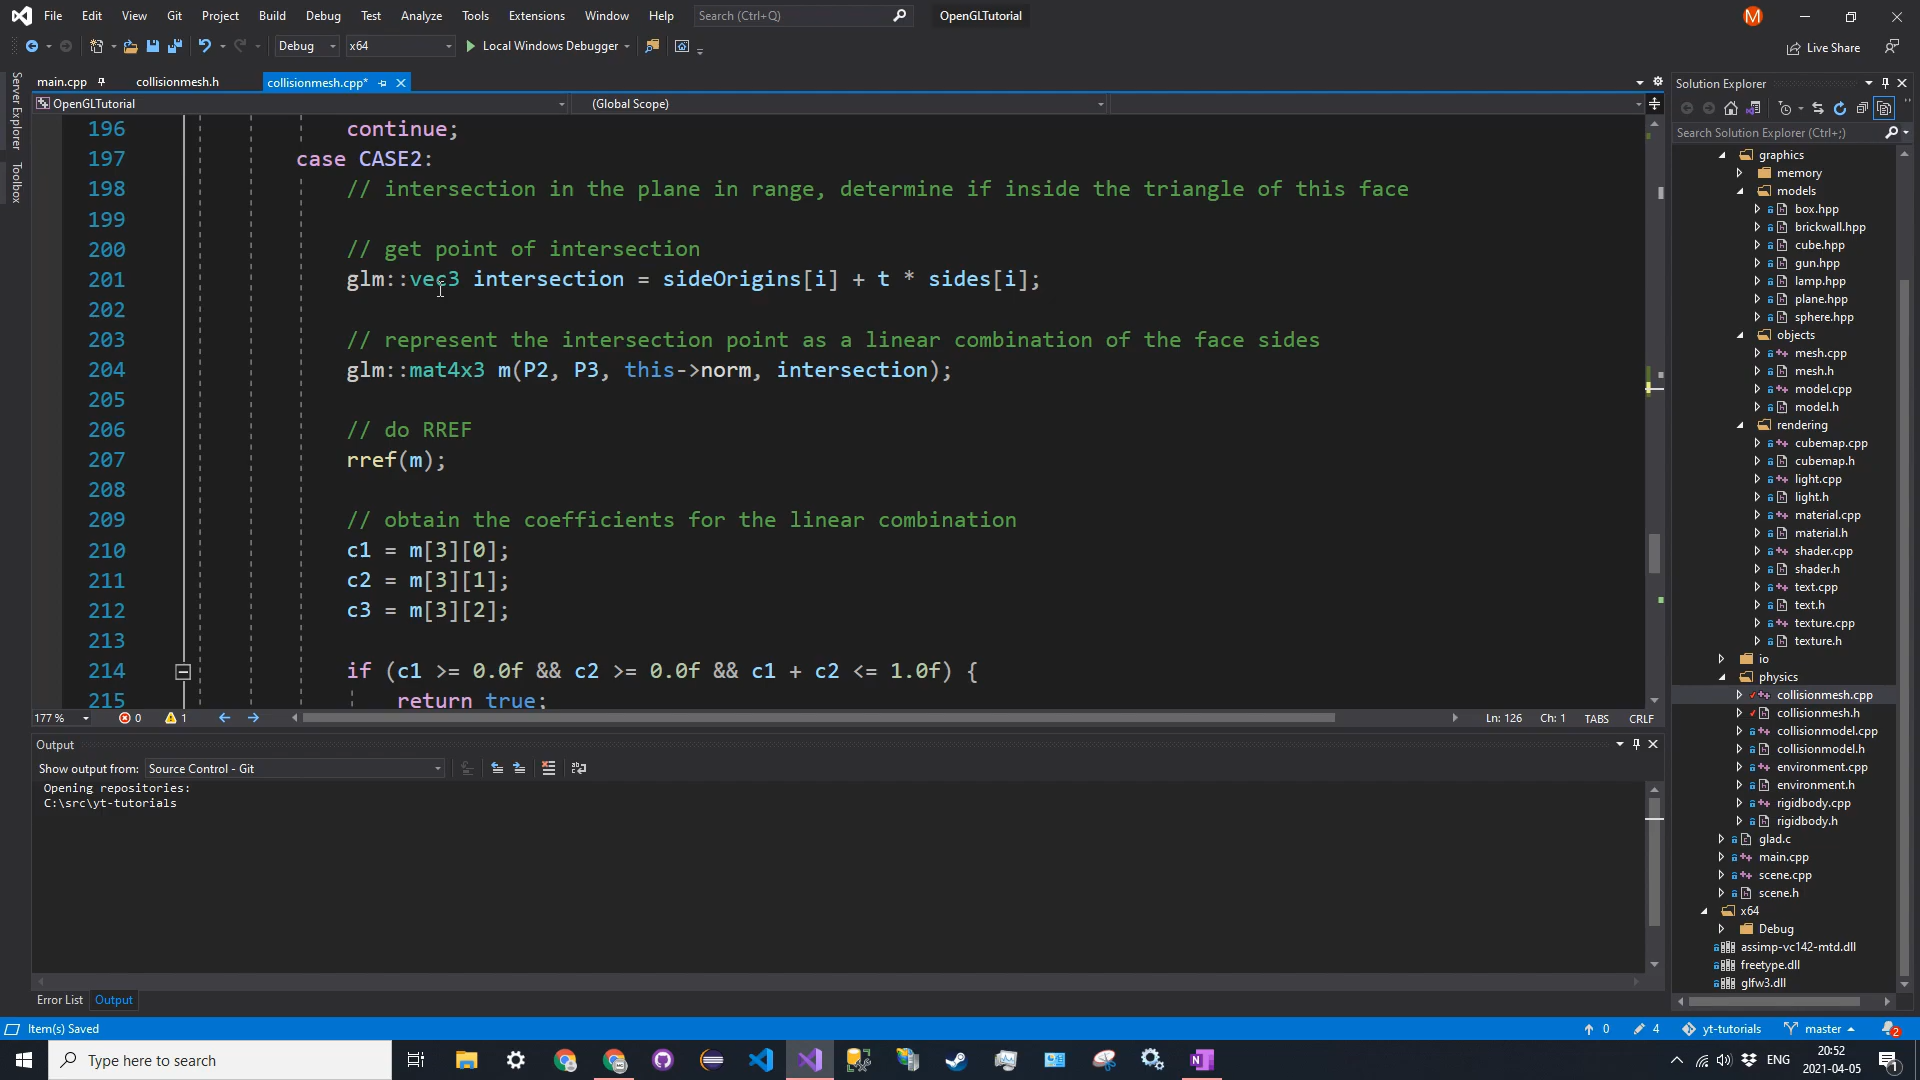 File Edit View Git Project Build Debug Test Analyze Tools Extensions Window Help Search (Ctrl+Q) OpenGLTutorial M
Debug x64 Local Windows Debugger Live Share
main.cpp collisionmesh.h collisionmesh.cpp*
OpenGLTutorial (Global Scope)
Server Explorer
Toolbox
196 continue;
197 case CASE2:
198 // intersection in the plane in range, determine if inside the triangle of this face
199
200 // get point of intersection
201 glm::vec3 intersection = sideOrigins[i] + t * sides[i];
202
203 // represent the intersection point as a linear combination of the face sides
204 glm::mat4x3 m(P2, P3, this->norm, intersection);
205
206 // do RREF
207 rref(m);
208
209 // obtain the coefficients for the linear combination
210 c1 = m[3][0];
211 c2 = m[3][1];
212 c3 = m[3][2];
213
214 if (c1 >= 0.0f && c2 >= 0.0f && c1 + c2 <= 1.0f) {
215 return true;
177 % 0 1 Ln: 126 Ch: 1 TABS CRLF
Output
Show output from: Source Control - Git
Opening repositories:
C:\src\yt-tutorials
Error List Output
Solution Explorer
Search Solution Explorer (Ctrl+;)
graphics
memory
models
box.hpp
brickwall.hpp
cube.hpp
gun.hpp
lamp.hpp
plane.hpp
sphere.hpp
objects
mesh.cpp
mesh.h
model.cpp
model.h
rendering
cubemap.cpp
cubemap.h
light.cpp
light.h
material.cpp
material.h
shader.cpp
shader.h
text.cpp
text.h
texture.cpp
texture.h
io
physics
collisionmesh.cpp
collisionmesh.h
collisionmodel.cpp
collisionmodel.h
environment.cpp
environment.h
rigidbody.cpp
rigidbody.h
glad.c
main.cpp
scene.cpp
scene.h
x64
Debug
assimp-vc142-mtd.dll
freetype.dll
glfw3.dll
Item(s) Saved 0 4 yt-tutorials master 2
Type here to search ENG 20:52
2021-04-05 1